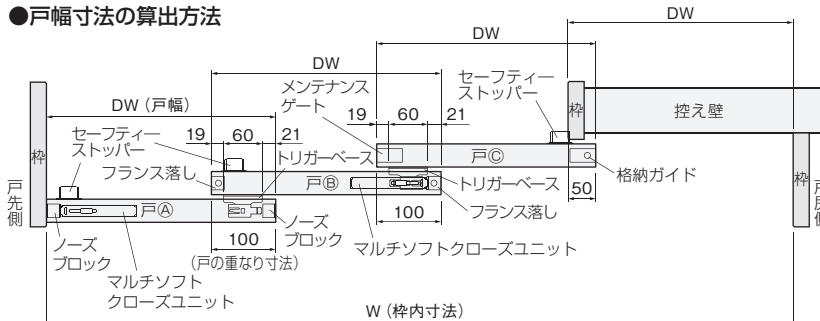 ●戸幅寸法の算出方法
DW
DW
DW
DW（戸幅）
メンテナンス
ゲート
セーフティー
ストッパー
枠
控え壁
19
60
21
セーフティー
ストッパー
19
60
21
トリガーベース
フランス落し
戸Ⓒ
格納ガイド
枠
戸Ⓑ
トリガーベース
50
フランス落し
戸先側
枠
戸尻側
戸Ⓐ
100
100
（戸の重なり寸法）
ノーズ
ブロック
ノーズ
ブロック
マルチソフトクローズユニット
マルチソフト
クローズユニット
W（枠内寸法）